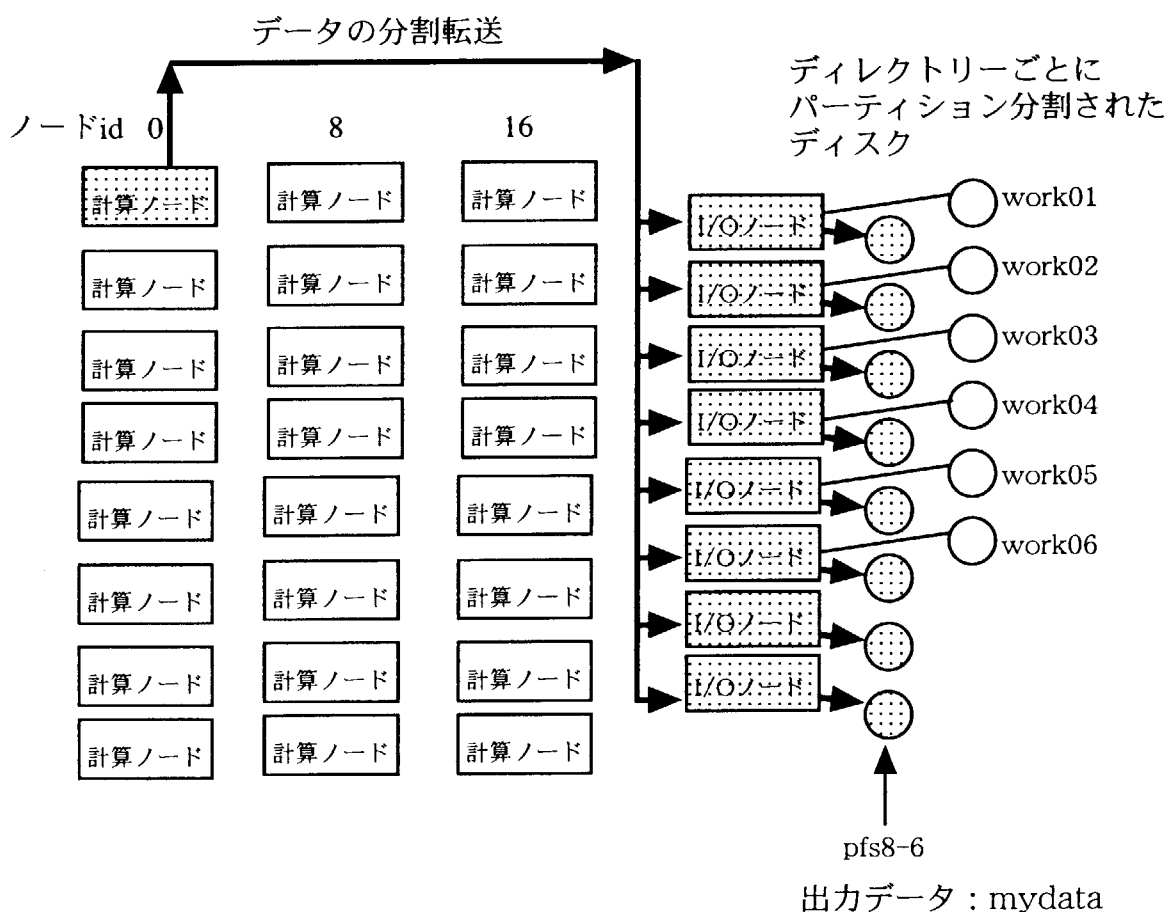 データの分割転送
ディレクトリーごとに
パーティション分割された
ディスク
ノードid 0 8 16
計算ノード 計算ノード 計算ノード I/Oノード work01
計算ノード 計算ノード 計算ノード I/Oノード work02
計算ノード 計算ノード 計算ノード I/Oノード work03
計算ノード 計算ノード 計算ノード I/Oノード work04
計算ノード 計算ノード 計算ノード I/Oノード work05
計算ノード 計算ノード 計算ノード I/Oノード work06
計算ノード 計算ノード 計算ノード I/Oノード
計算ノード 計算ノード 計算ノード I/Oノード
pfs8-6
出力データ：mydata